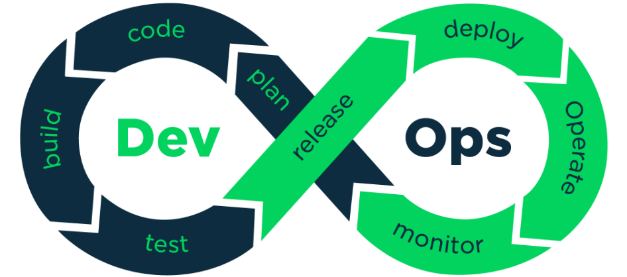 code
plan
build
Dev
test
release
deploy
Ops
Operate
monitor